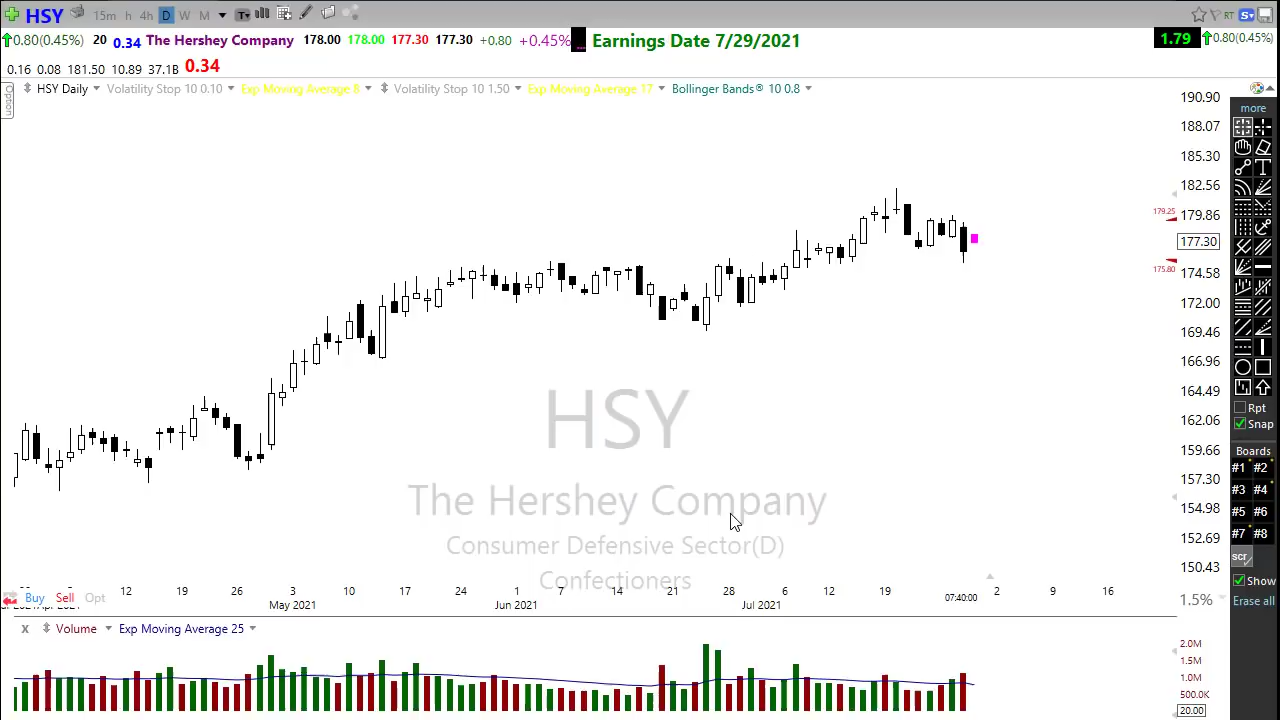 HSY 15m h 4h D W M T RT S
0.80(0.45%) 20 0.34 The Hershey Company 178.00 178.00 177.30 177.30 +0.80 +0.45% Earnings Date 7/29/2021 1.79 0.80(0.45%)
0.16 0.08 181.50 10.89 37.1B 0.34
HSY Daily Volatility Stop 10 0.10 Exp Moving Average 8 Volatility Stop 10 1.50 Exp Moving Average 17 Bollinger Bands® 10 0.8
Option
190.90
more
188.07
185.30
182.56
179.25
179.86
177.30
175.80
174.58
172.00
169.46
166.96
164.49
Rpt
162.06
Snap
159.66
Boards
#1 #2
157.30
#3 #4
154.98
#5 #6
152.69
#7 #8
scr
150.43
Show
HSY
The Hershey Company
Consumer Defensive Sector(D)
Confectioners
12 19 26 3 10 17 24 1 7 14 21 28 6 12 19 2 9 16
Buy Sell Opt 07:40:00 1.5% Erase all
May 2021 Jun 2021 Jul 2021
X Volume Exp Moving Average 25
2.0M
1.5M
1.0M
500.0K
20.00